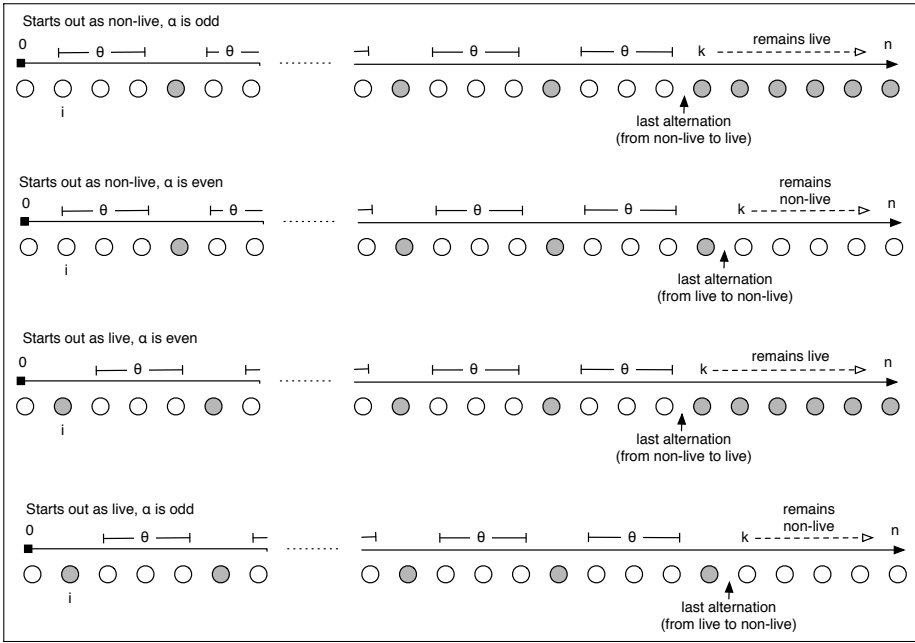 Starts out as non-live, α is odd
0 θ θ θ θ k remains live n
i
last alternation
(from non-live to live)
Starts out as non-live, α is even
0 θ θ θ θ k remains
non-live n
i
last alternation
(from live to non-live)
Starts out as live, α is even
0 θ θ θ k remains live n
i
last alternation
(from non-live to live)
Starts out as live, α is odd
0 θ θ θ k remains
non-live n
i
last alternation
(from live to non-live)